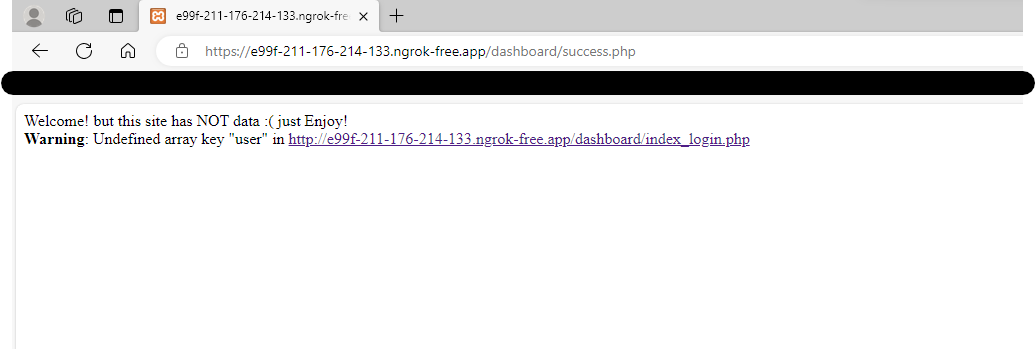 e99f-211-176-214-133.ngrok-fre
https://e99f-211-176-214-133.ngrok-free.app/dashboard/success.php
Welcome! but this site has NOT data :( just Enjoy!
Warning: Undefined array key "user" in http://e99f-211-176-214-133.ngrok-free.app/dashboard/index_login.php